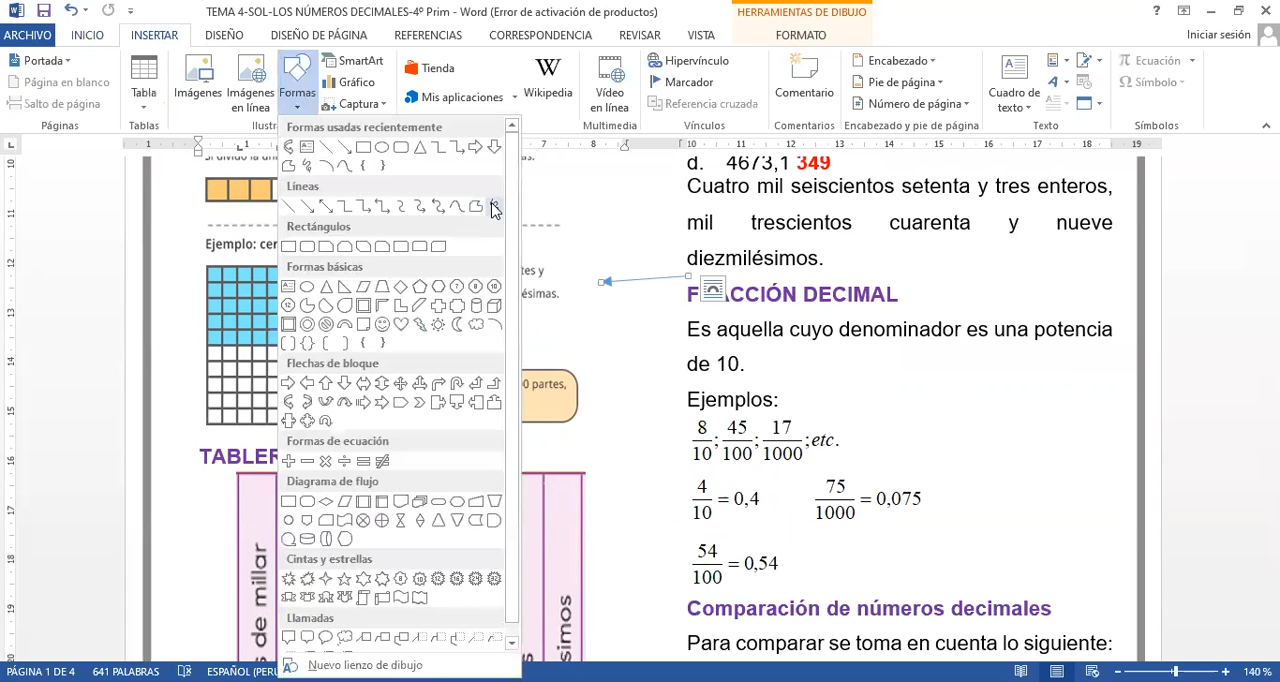 TEMA 4-SOL-LOS NÚMEROS DECIMALES-4º Prim - Word (Error de activación de productos)
HERRAMIENTAS DE DIBUJO
ARCHIVO INICIO INSERTAR DISEÑO DISEÑO DE PÁGINA REFERENCIAS CORRESPONDENCIA REVISAR VISTA FORMATO Iniciar sesión
Portada
Página en blanco
Salto de página
Páginas
Tabla
Tablas
Imágenes
Imágenes en línea
Formas
SmartArt
Gráfico
Captura
Ilustr
Tienda
Mis aplicaciones
Wikipedia
Vídeo en línea
Multimedia
Hipervínculo
Marcador
Referencia cruzada
Vínculos
Comentario
Comentarios
Encabezado
Pie de página
Número de página
Encabezado y pie de página
Cuadro de texto
Texto
Ecuación
Símbolo
Símbolos
Formas usadas recientemente
Líneas
Rectángulos
Formas básicas
Flechas de bloque
Formas de ecuación
Diagrama de flujo
Cintas y estrellas
Llamadas
Nuevo lienzo de dibujo
Ejemplo: cer
tes y
ésimas.
0 partes,
TABLER
s de millar
simos
d. 4673,1 349
Cuatro mil seiscientos setenta y tres enteros,
mil trescientos cuarenta y nueve
diezmilésimos.
F ACCIÓN DECIMAL
Es aquella cuyo denominador es una potencia
de 10.
Ejemplos:
8/10; 45/100; 17/1000; etc.
4/10 = 0,4 75/1000 = 0,075
54/100 = 0,54
Comparación de números decimales
Para comparar se toma en cuenta lo siguiente:
PÁGINA 1 DE 4 641 PALABRAS ESPAÑOL (PERÚ 140 %